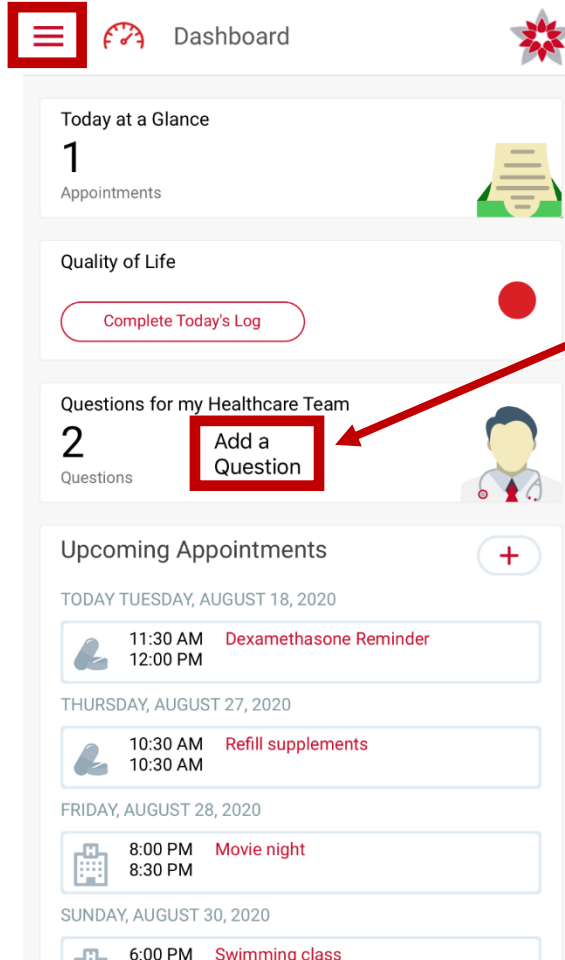 Dashboard
Today at a Glance
1
Appointments
Quality of Life
Complete Today's Log
Questions for my Healthcare Team
2
Add a
Question
Questions
Upcoming Appointments
+
TODAY TUESDAY, AUGUST 18, 2020
11:30 AM Dexamethasone Reminder
12:00 PM
THURSDAY, AUGUST 27, 2020
10:30 AM Refill supplements
10:30 AM
FRIDAY, AUGUST 28, 2020
8:00 PM Movie night
8:30 PM
SUNDAY, AUGUST 30, 2020
6:00 PM Swimming class